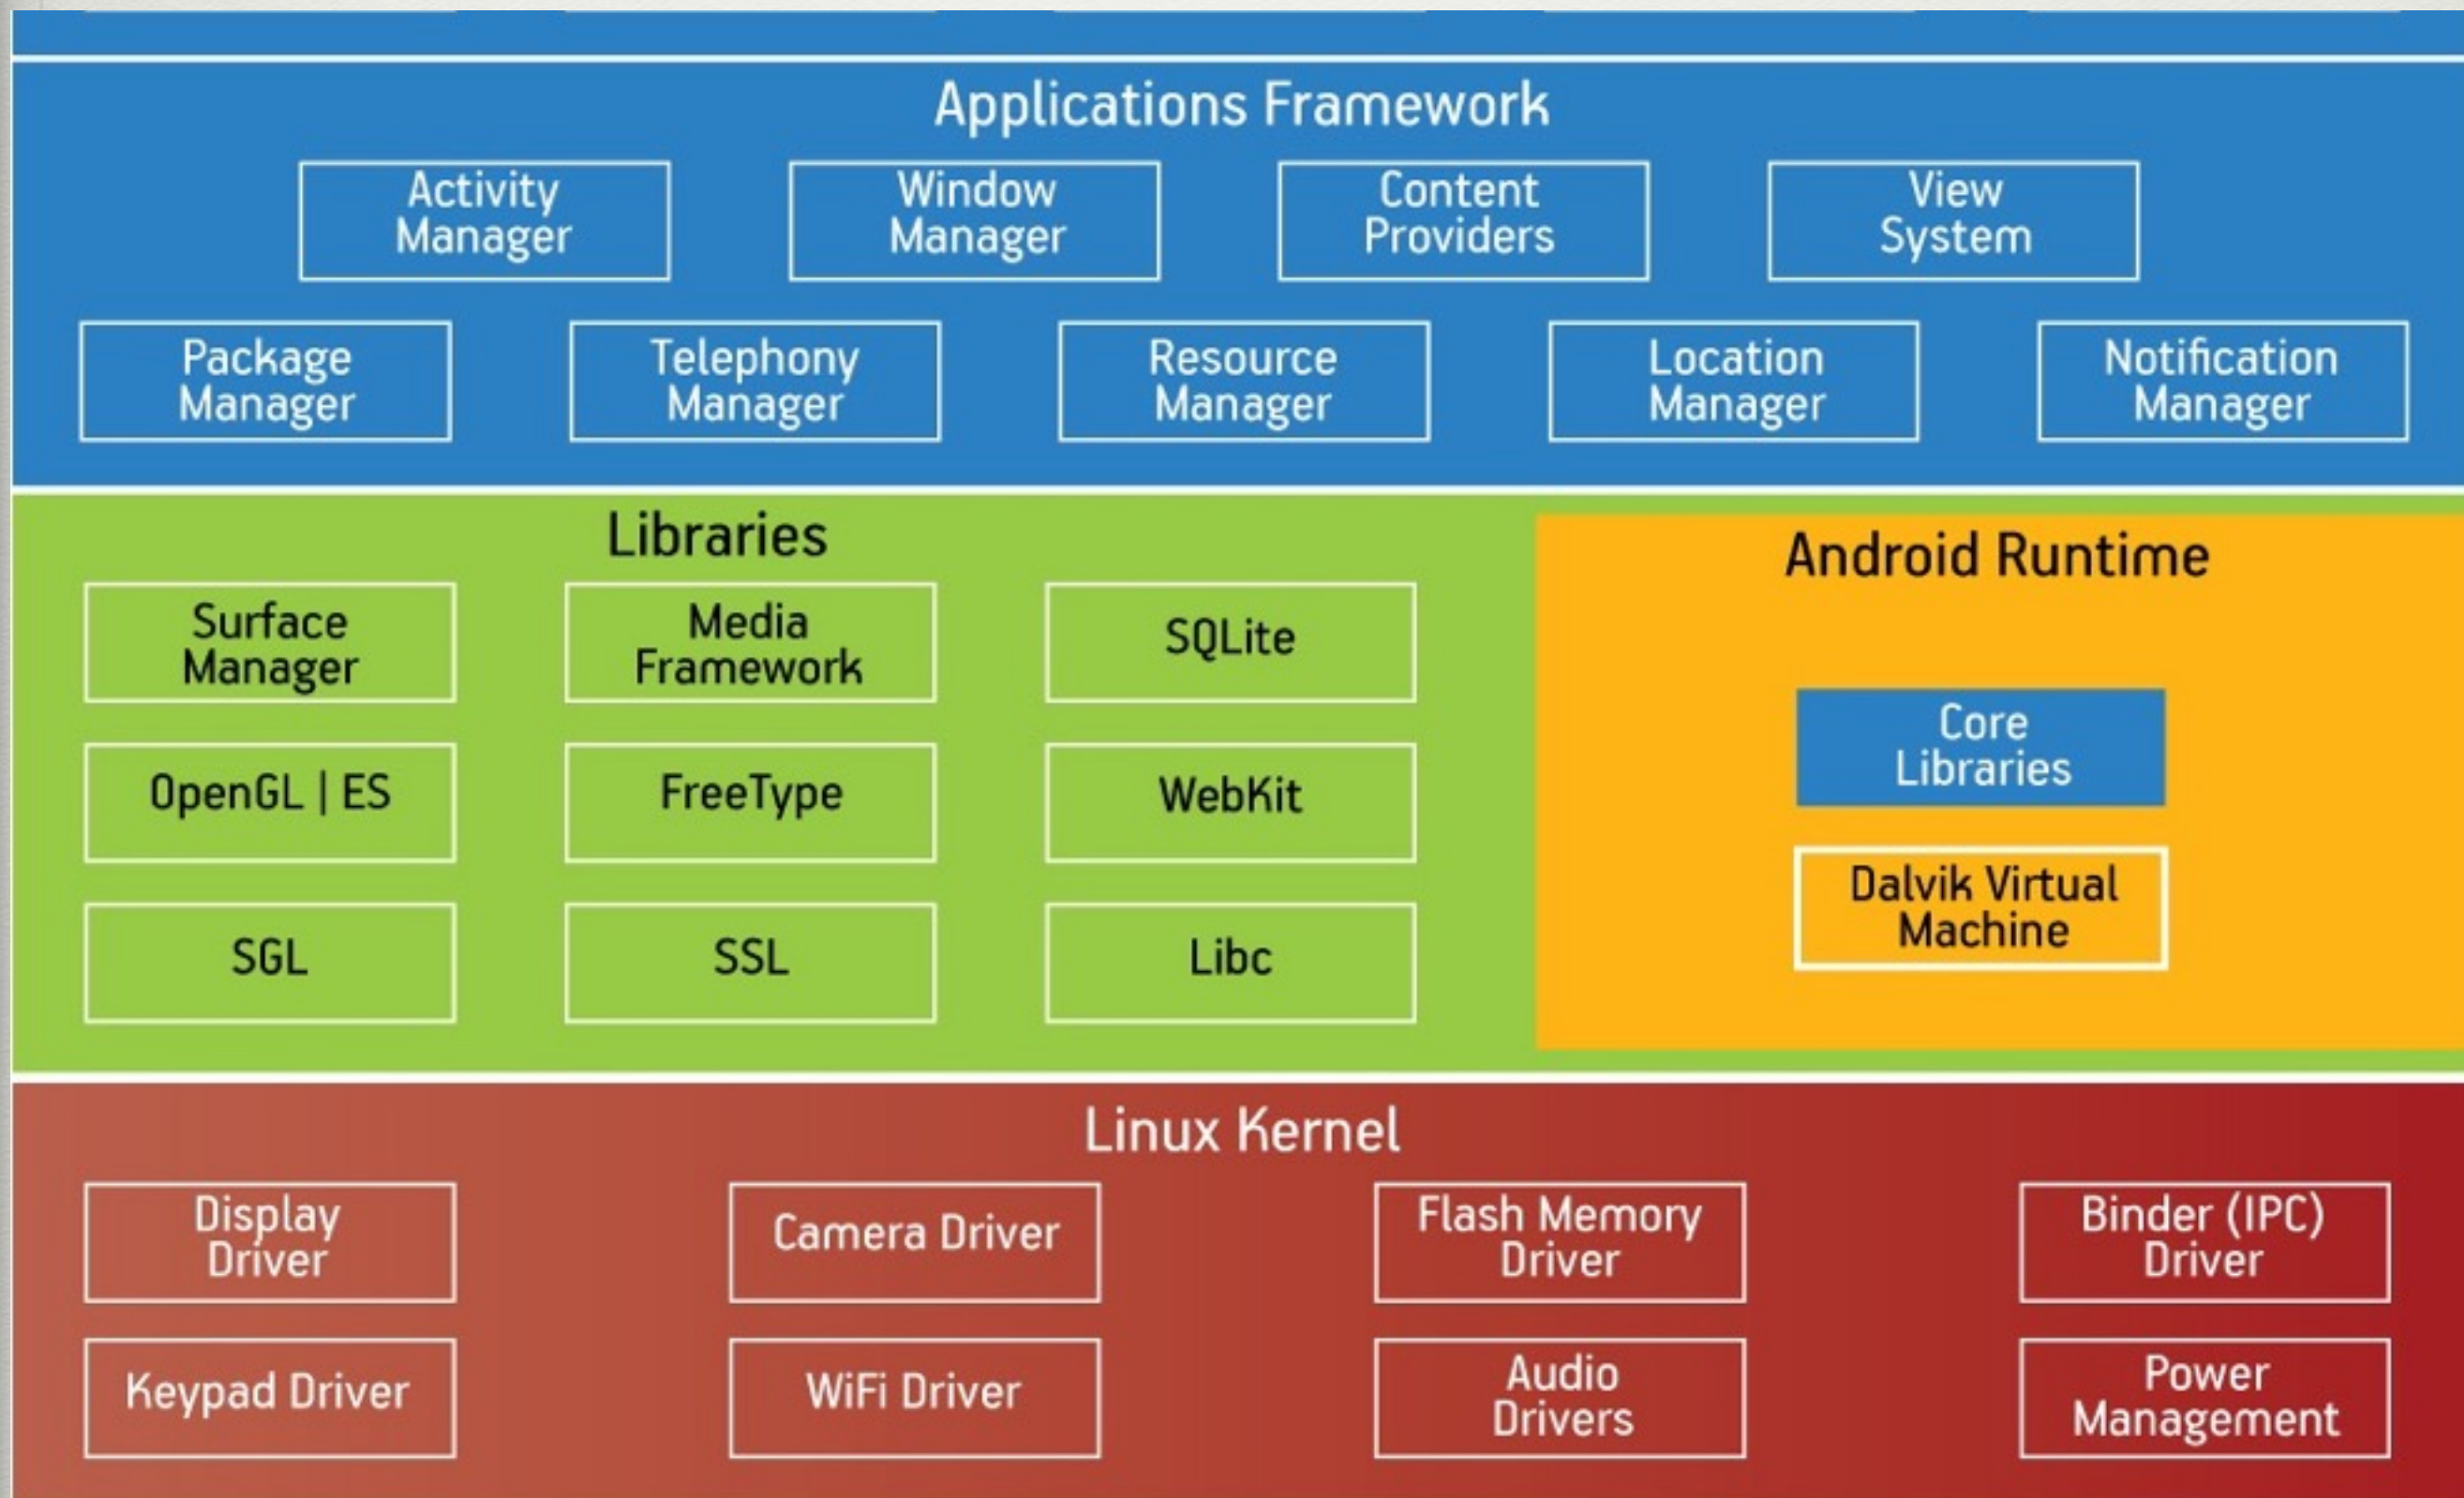 Applications Framework
Activity
Manager
Window
Manager
Content
Providers
View
System
Package
Manager
Telephony
Manager
Resource
Manager
Location
Manager
Notification
Manager
Libraries
Surface
Manager
Media
Framework
SQLite
OpenGL | ES
FreeType
WebKit
SGL
SSL
Libc
Android Runtime
Core
Libraries
Dalvik Virtual
Machine
Linux Kernel
Display
Driver
Camera Driver
Flash Memory
Driver
Binder (IPC)
Driver
Keypad Driver
WiFi Driver
Audio
Drivers
Power
Management